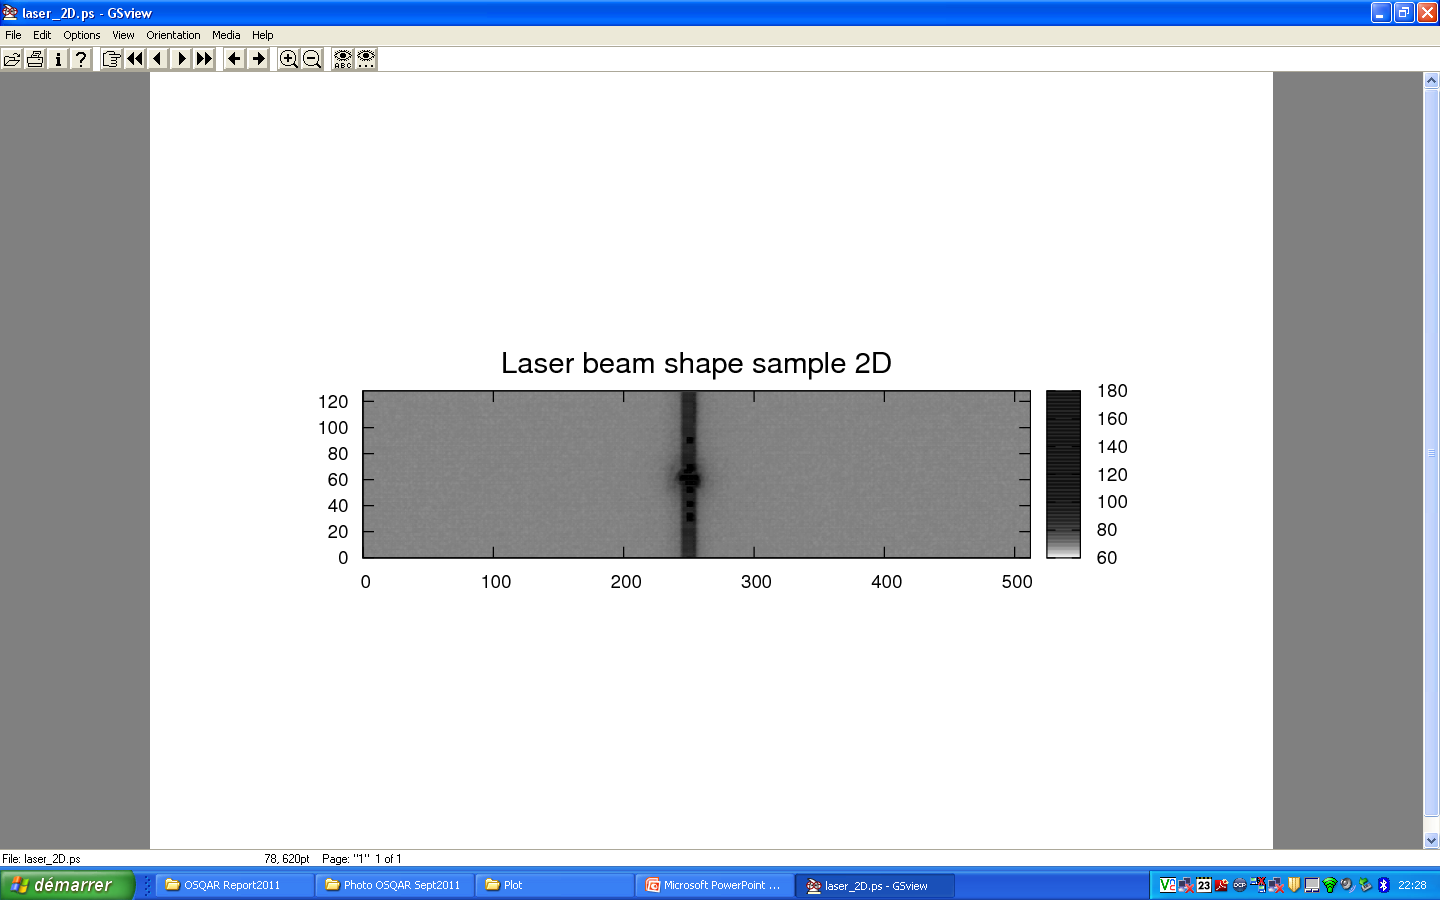 laser_2D.ps - GSview
File Edit Options View Orientation Media Help
Laser beam shape sample 2D
120
100
80
60
40
20
0
0 100 200 300 400 500
180
160
140
120
100
80
60
File: laser_2D.ps 78, 620pt Page: "1" 1 of 1
démarrer OSQAR Report2011 Photo OSQAR Sept2011 Plot Microsoft PowerPoint ... laser_2D.ps - GSview 23 22:28